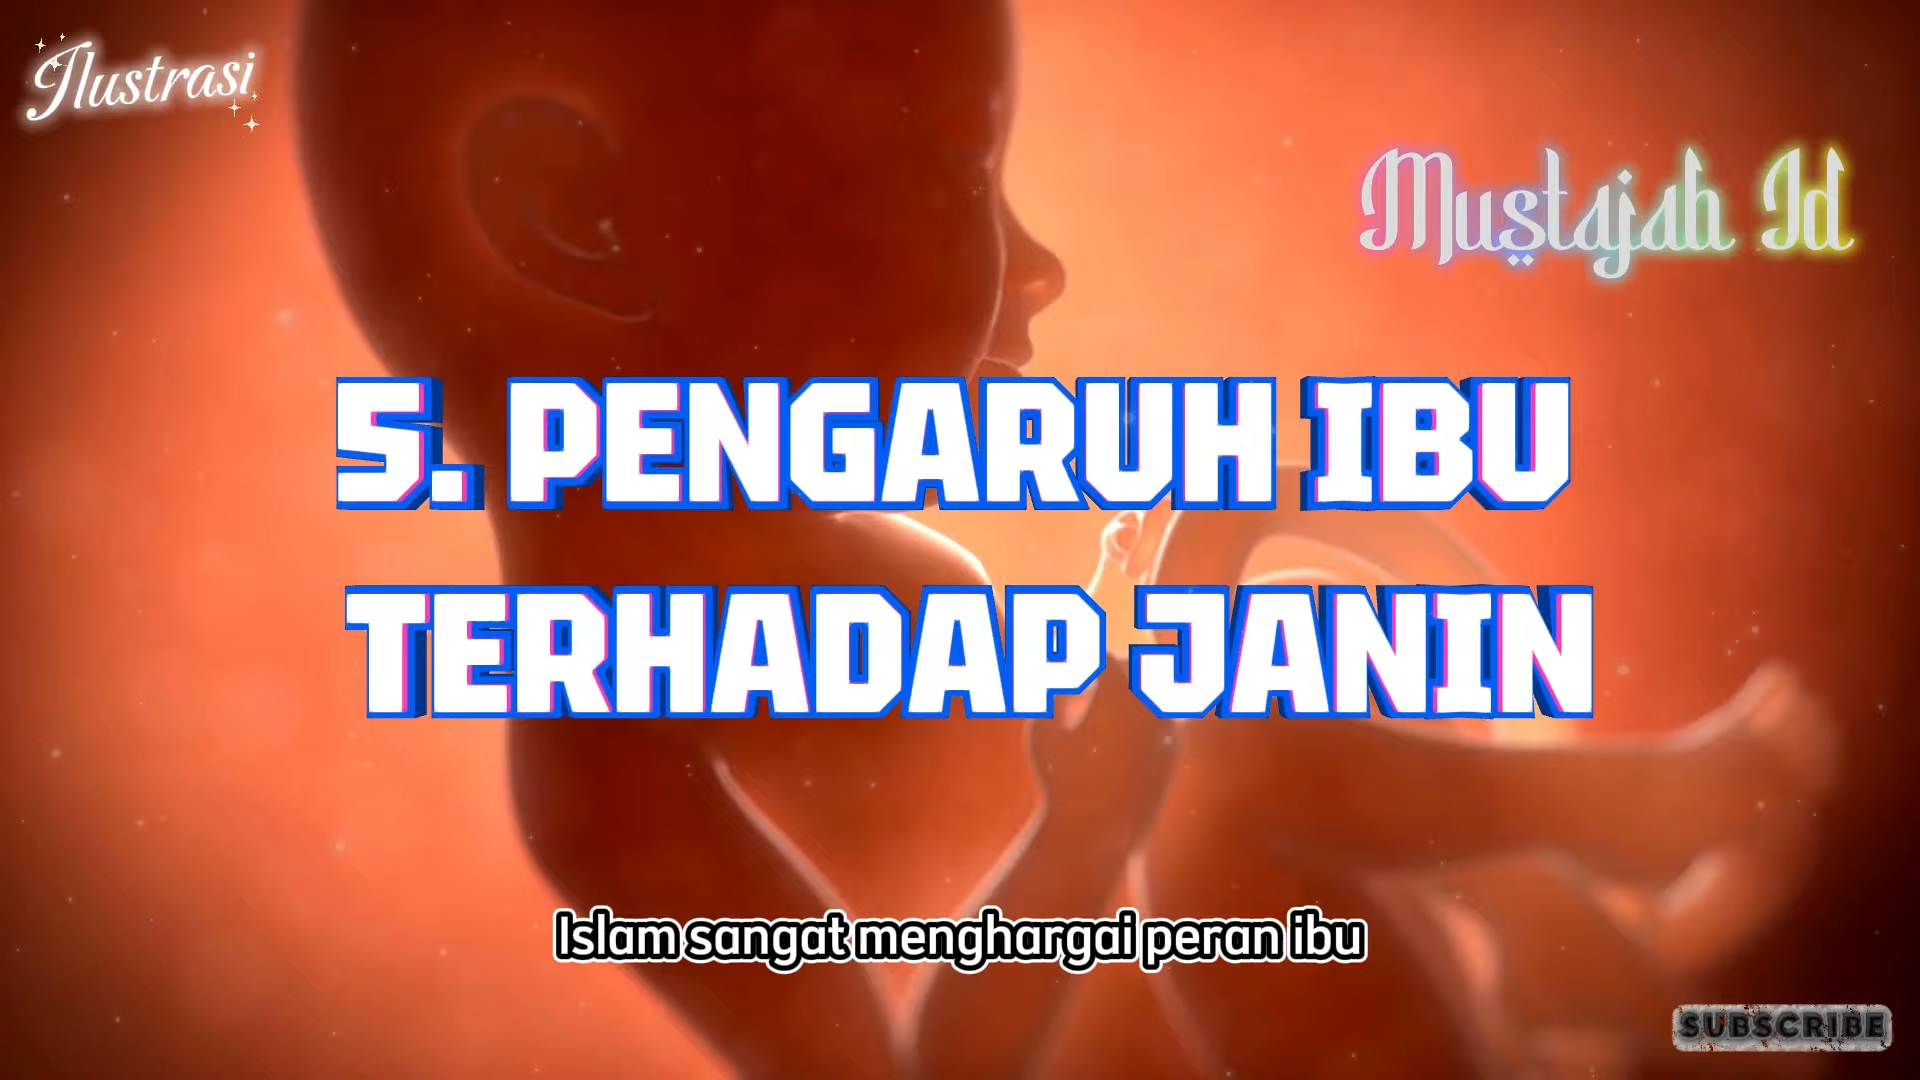 Ilustrasi
Mustajab Id
5. PENGARUH IBU
TERHADAP JANIN
Islam sangat menghargai peran ibu
SUBSCRIBE